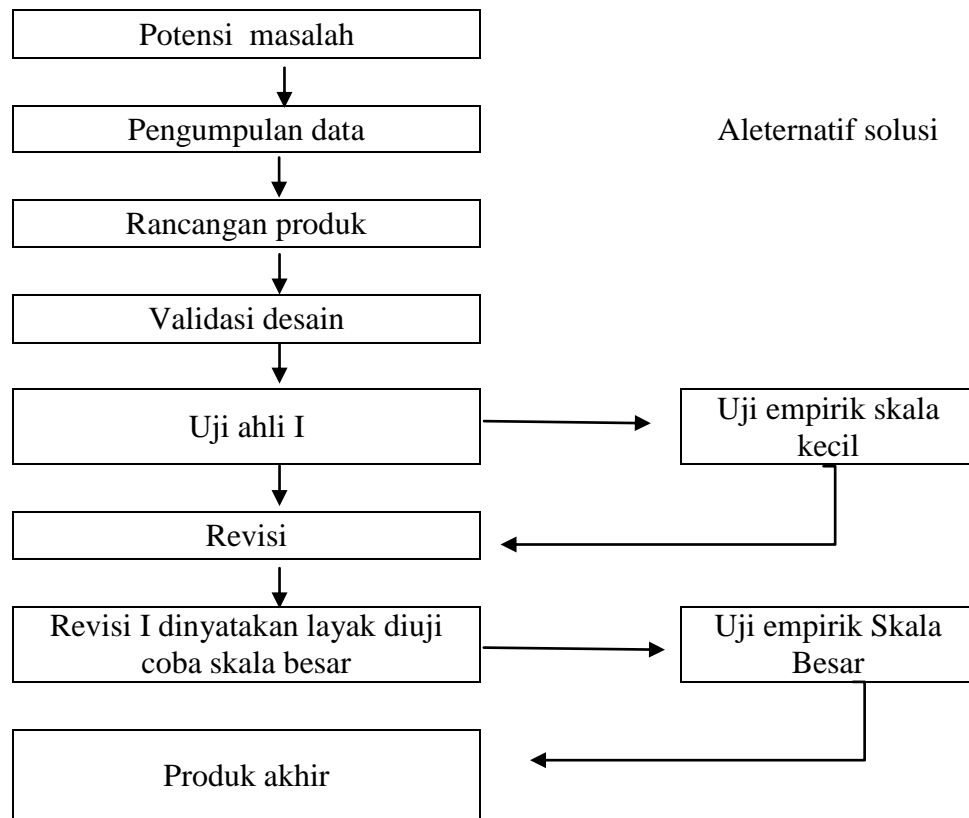 Potensi  masalah
Pengumpulan data
Aleternatif solusi
Rancangan produk
Validasi desain
Uji ahli I
Uji empirik skala
kecil
Revisi
Revisi I dinyatakan layak diuji
coba skala besar
Uji empirik Skala
Besar
Produk akhir